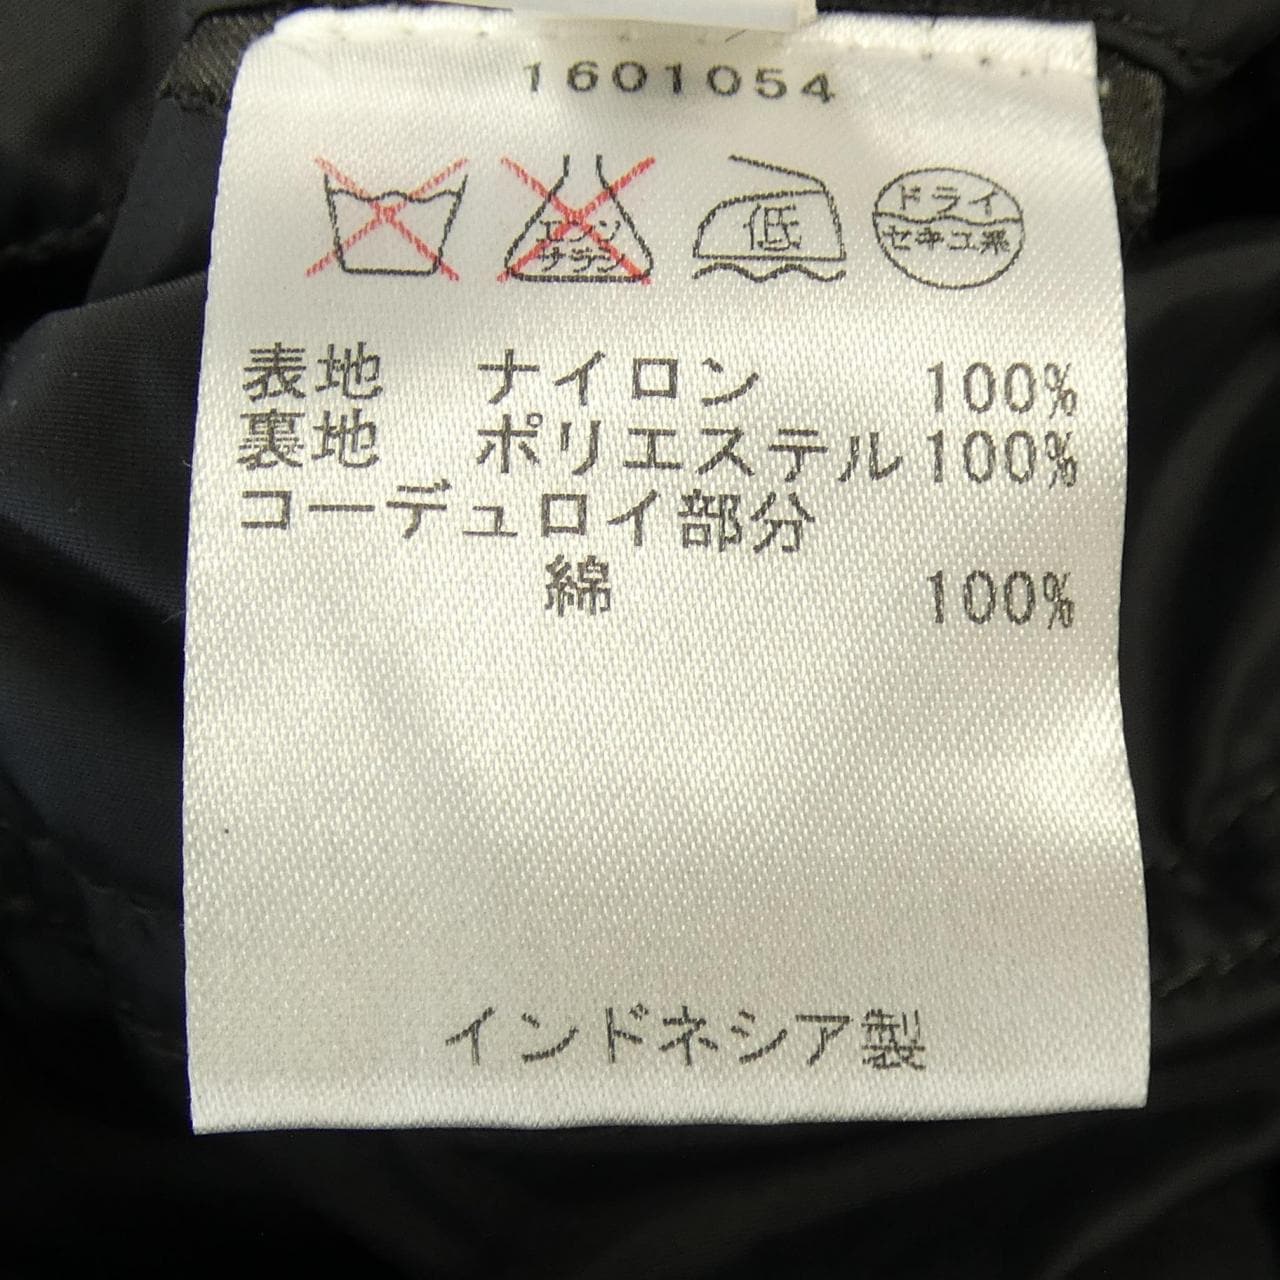 1601054
エンソ
サラシ
低
ドライ
セキユ系
表地 ナイロン 100%
裏地 ポリエステル 100%
コーデュロイ部分
綿 100%
インドネシア製